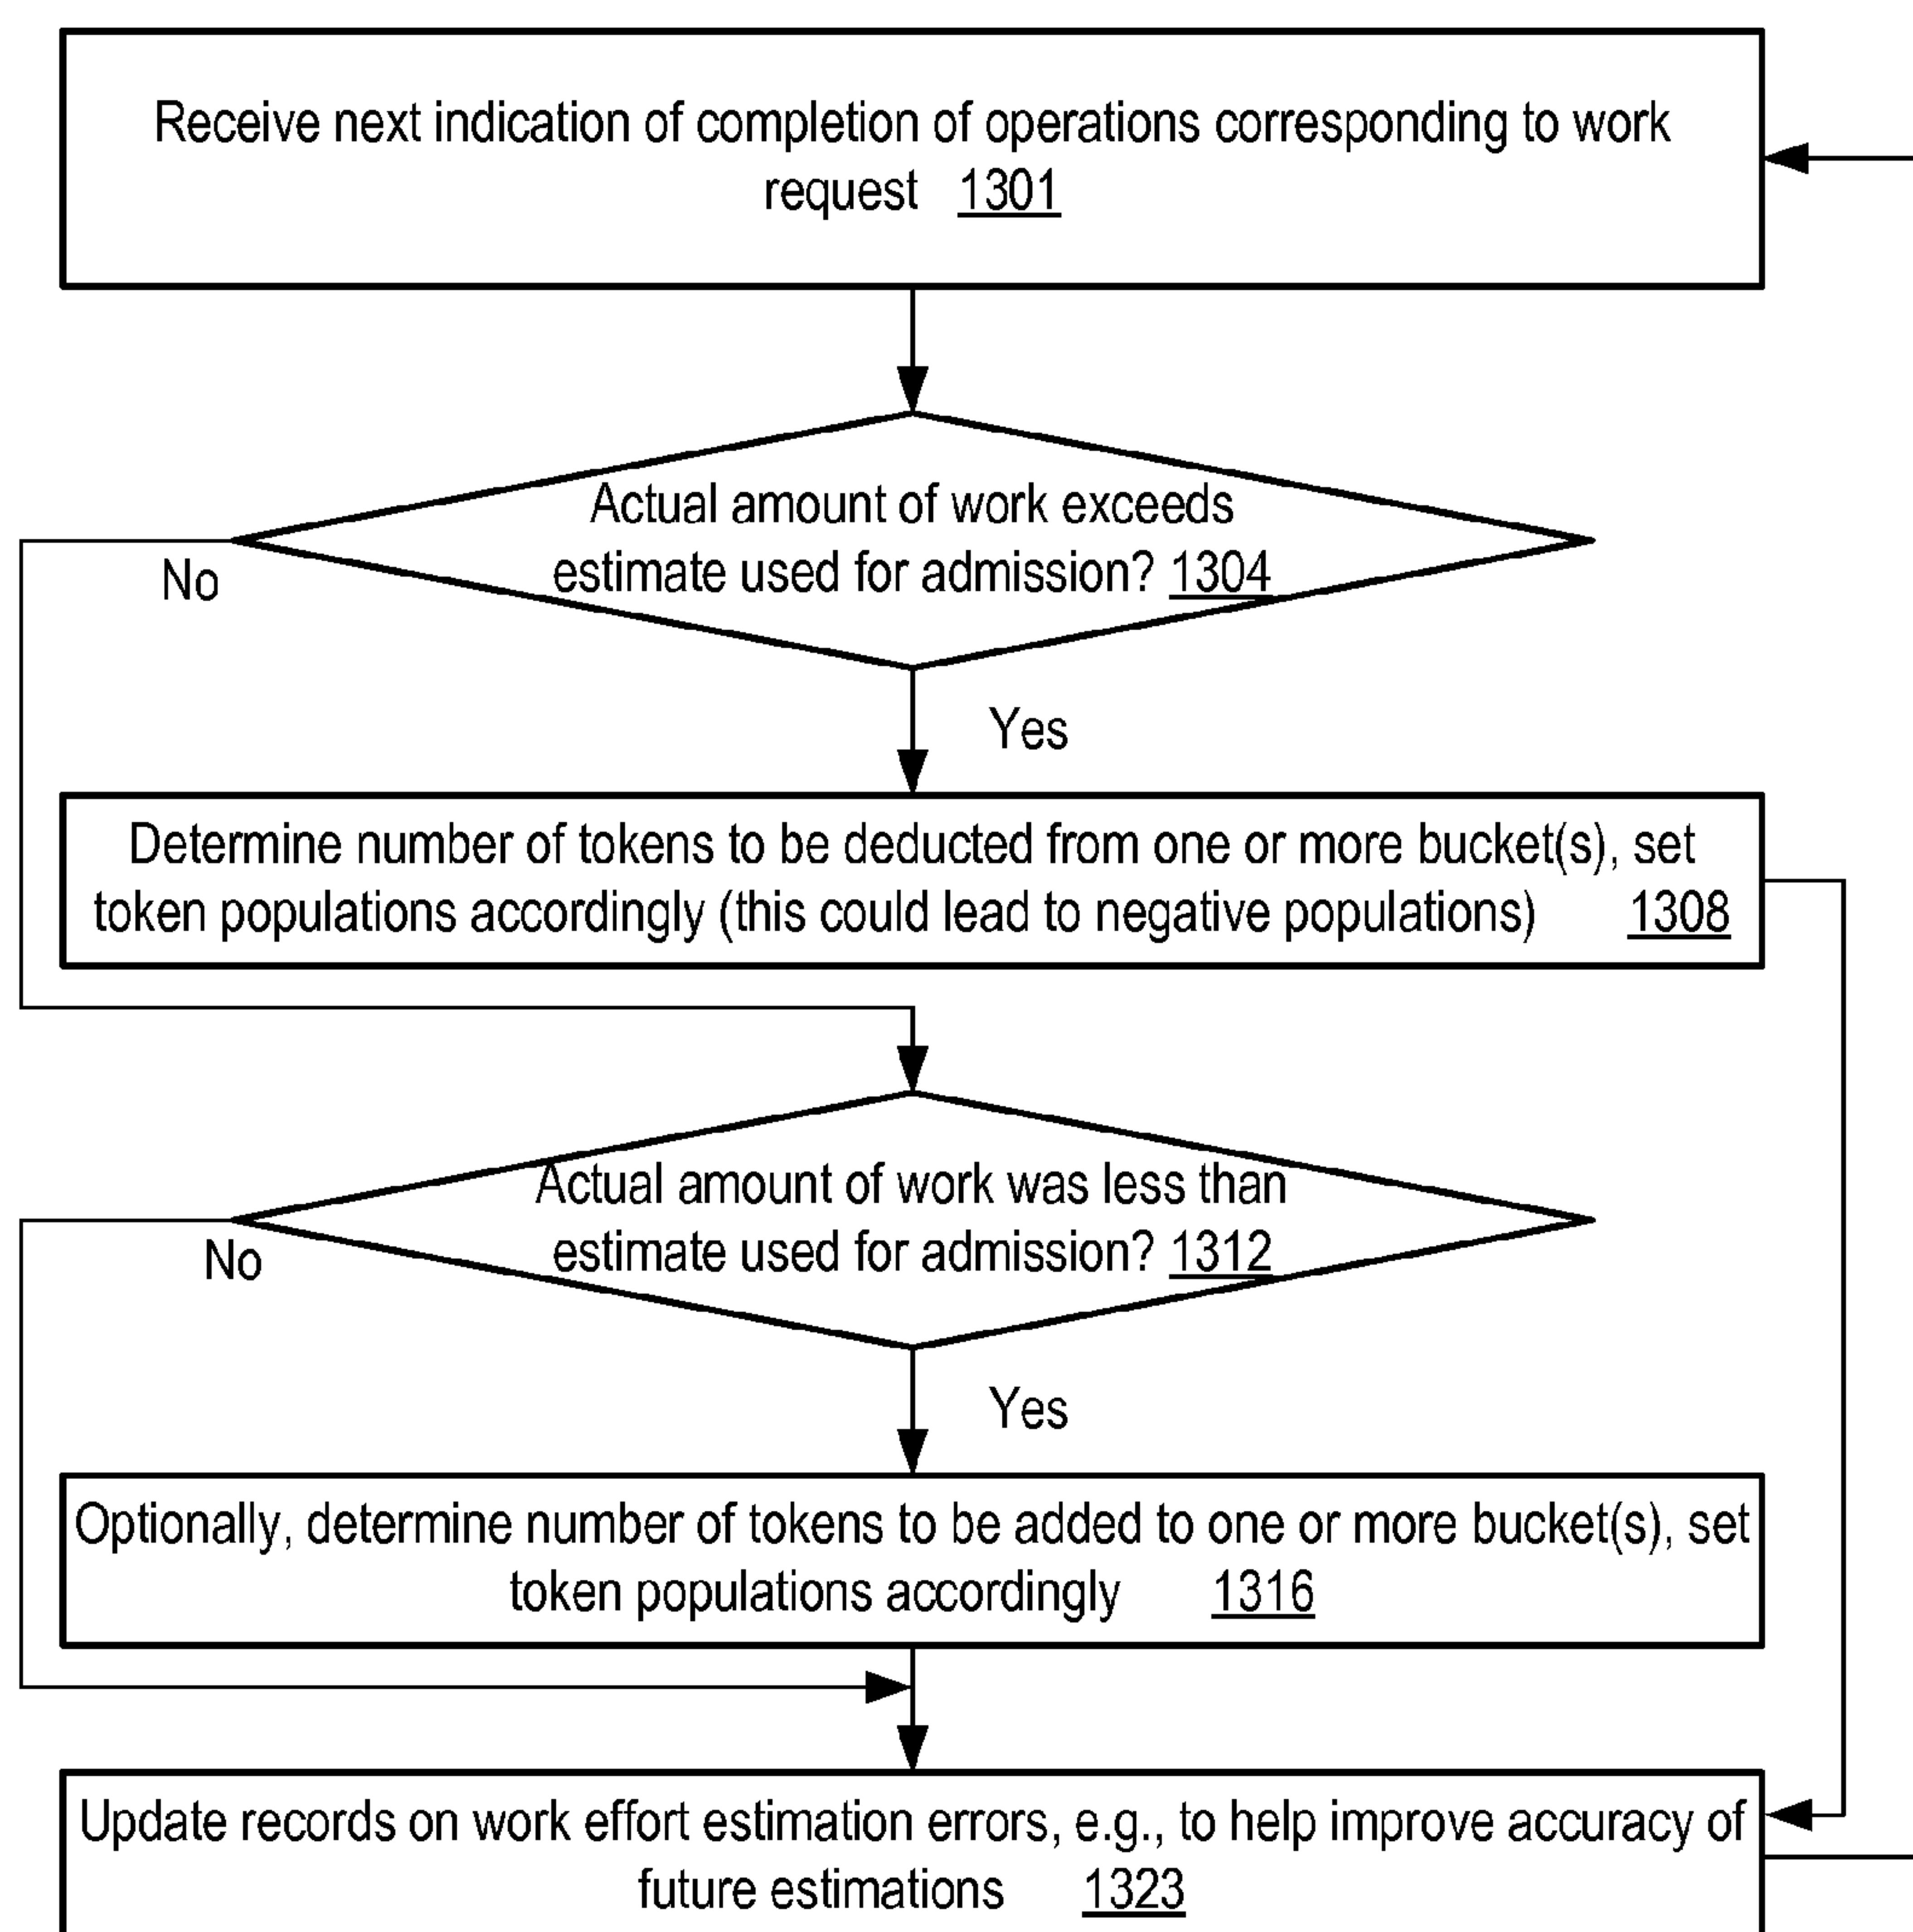 Receive next indication of completion of operations corresponding to work
request 1301
Actual amount of work exceeds
estimate used for admission? 1304
No
Yes
Determine number of tokens to be deducted from one or more bucket(s), set
token populations accordingly (this could lead to negative populations) 1308
Actual amount of work was less than
estimate used for admission? 1312
No
Yes
Optionally, determine number of tokens to be added to one or more bucket(s), set
token populations accordingly 1316
Update records on work effort estimation errors, e.g., to help improve accuracy of
future estimations 1323